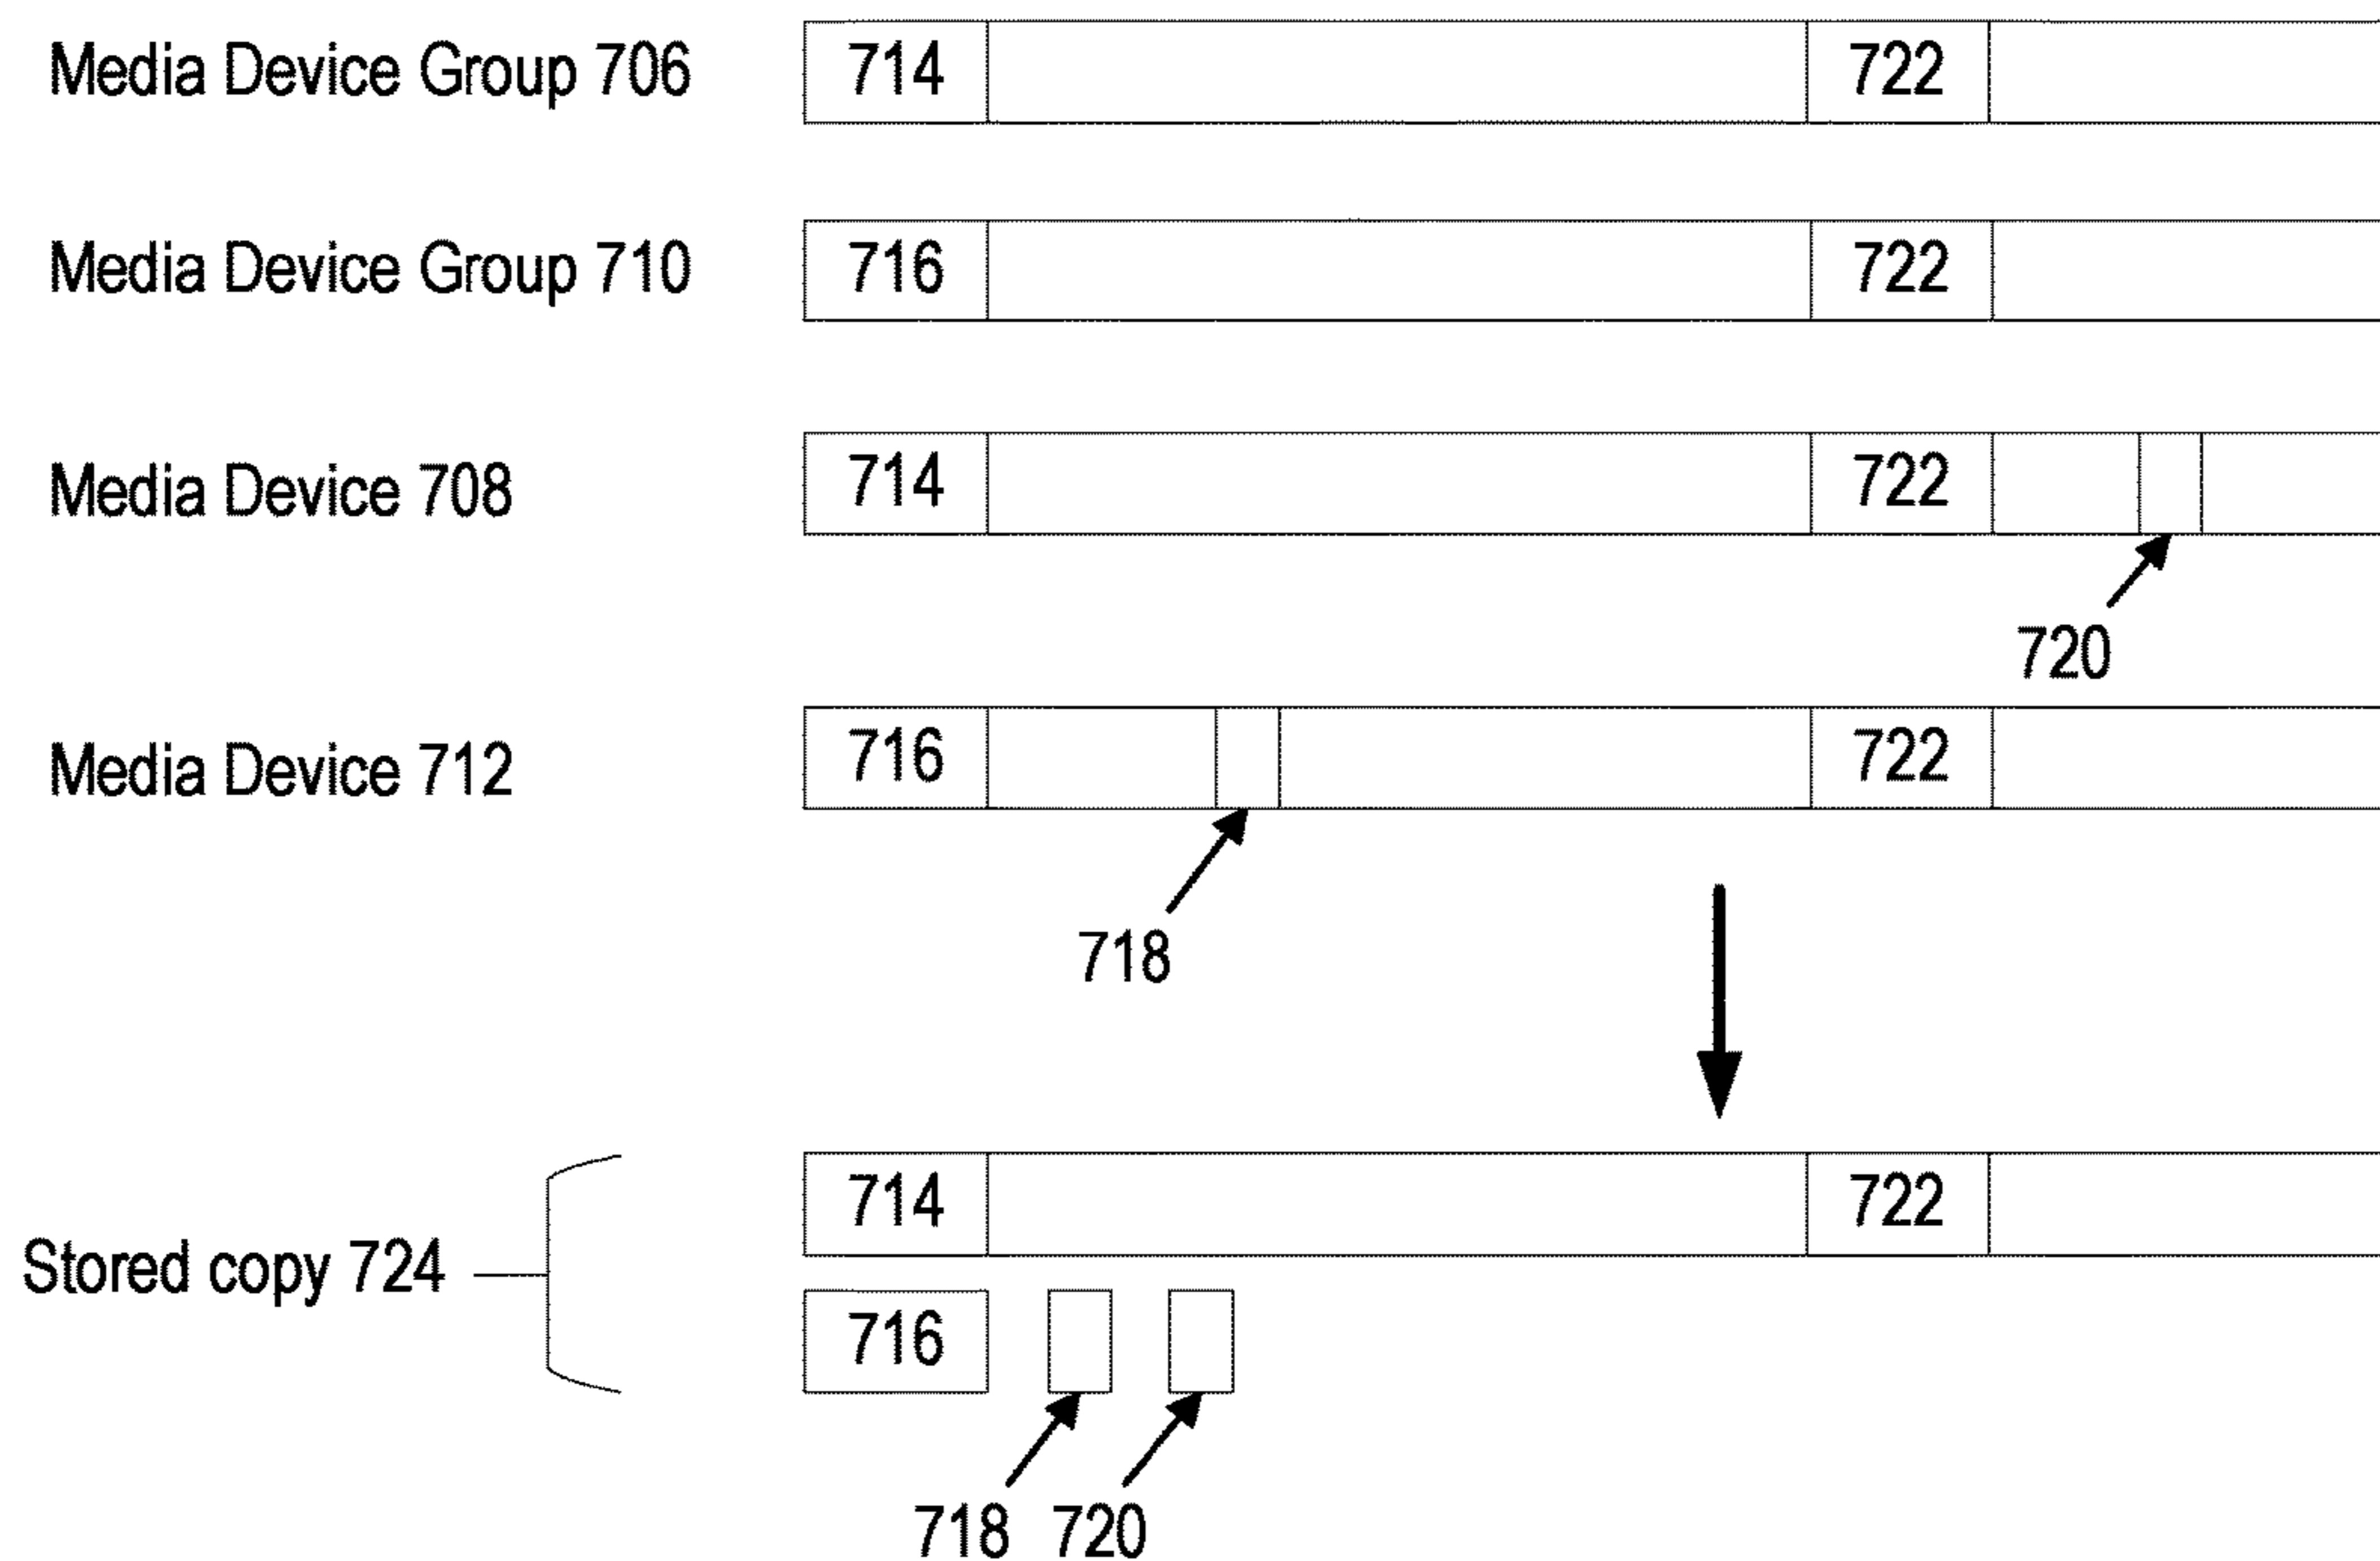 Media Device Group 706 714 722
Media Device Group 710 716 722
Media Device 708 714 722
720
Media Device 712 716 722
718
714 722
Stored copy 724
716
718 720